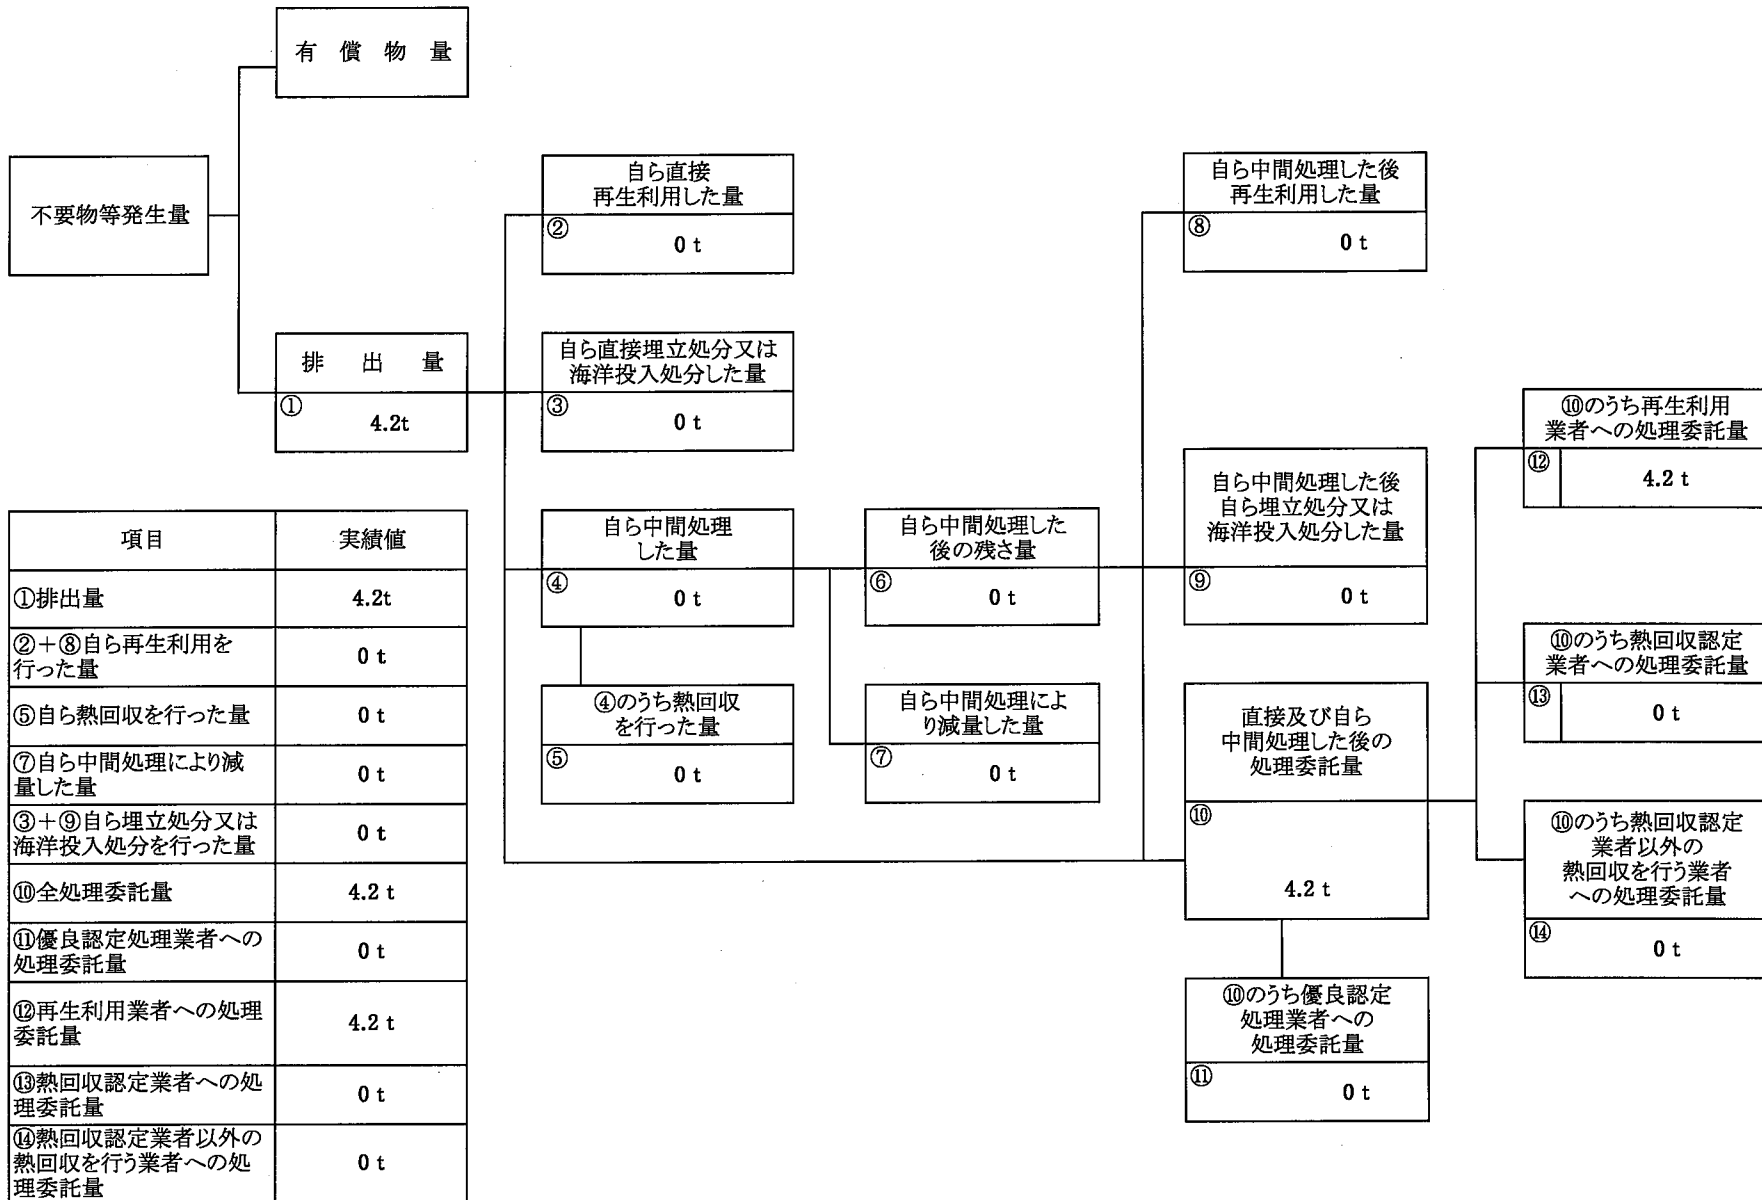 有償物量
不要物等発生量
排出量
①
4.2t
自ら直接
再生利用した量
②
0 t
自ら直接埋立処分又は
海洋投入処分した量
③
0 t
自ら中間処理
した量
④
0 t
④のうち熱回収
を行った量
⑤
0 t
自ら中間処理した
後の残さ量
⑥
0 t
自ら中間処理によ
り減量した量
⑦
0 t
自ら中間処理した後
再生利用した量
⑧
0 t
自ら中間処理した後
自ら埋立処分又は
海洋投入処分した量
⑨
0 t
直接及び自ら
中間処理した後の
処理委託量
⑩
4.2 t
⑩のうち優良認定
処理業者への
処理委託量
⑪
0 t
⑩のうち再生利用
業者への処理委託量
⑫
4.2 t
⑩のうち熱回収認定
業者への処理委託量
⑬
0 t
⑩のうち熱回収認定
業者以外の
熱回収を行う業者
への処理委託量
⑭
0 t
項目 実績値
①排出量 4.2t
②＋⑧自ら再生利用を
行った量 0 t
⑤自ら熱回収を行った量 0 t
⑦自ら中間処理により減
量した量 0 t
③＋⑨自ら埋立処分又は
海洋投入処分を行った量 0 t
⑩全処理委託量 4.2 t
⑪優良認定処理業者への
処理委託量 0 t
⑫再生利用業者への処理
委託量 4.2 t
⑬熱回収認定業者への処
理委託量 0 t
⑭熱回収認定業者以外の
熱回収を行う業者への処
理委託量 0 t